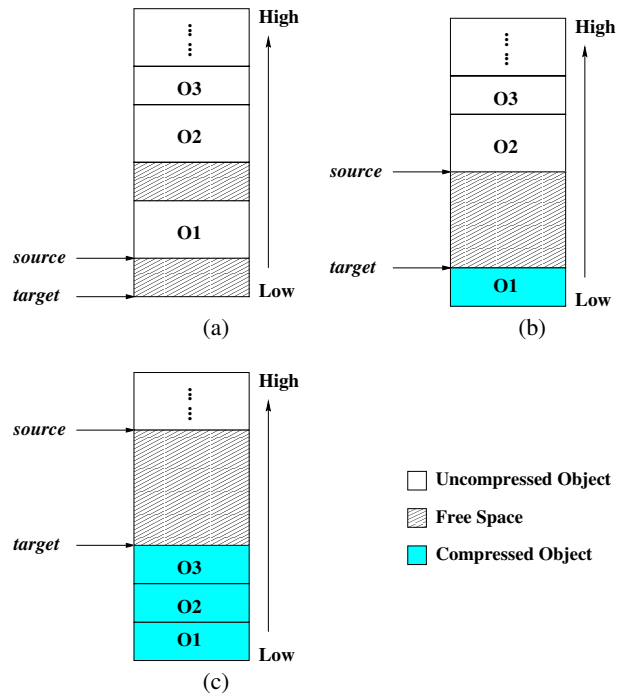 High
O3
O2
O1
source
target
Low
(a)
High
O3
O2
source
target
O1
Low
(b)
High
source
target
O3
O2
O1
Low
(c)
Uncompressed Object
Free Space
Compressed Object